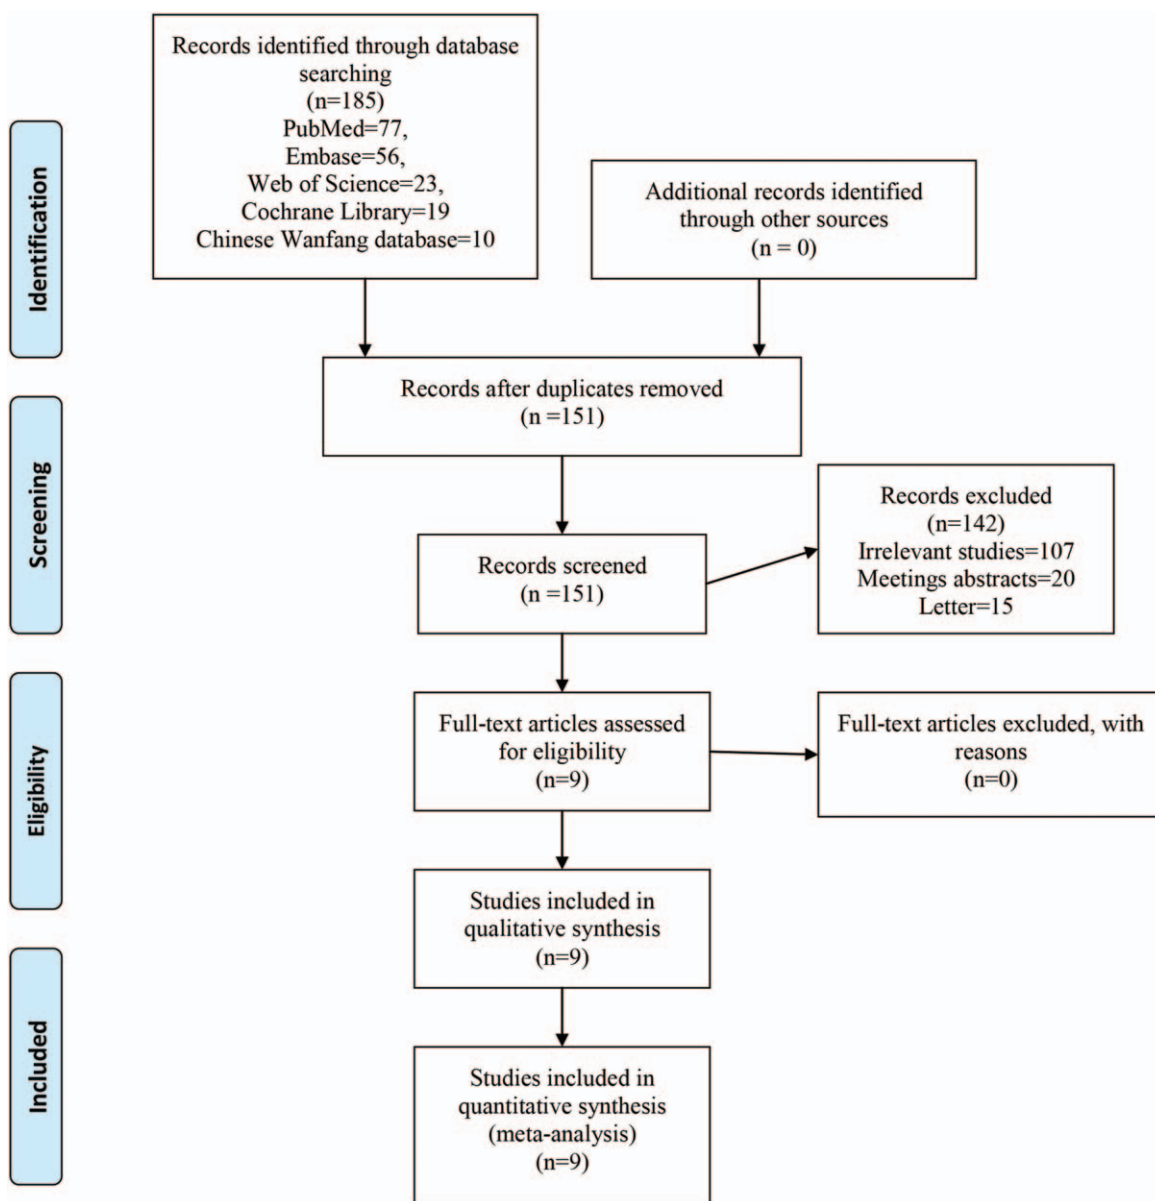 Records identified through database
searching
(n=185)
PubMed=77,
Embase=56,
Web of Science=23,
Cochrane Library=19
Chinese Wanfang database=10
Additional records identified
through other sources
(n = 0)
Identification
Records after duplicates removed
(n =151)
Screening
Records screened
(n =151)
Records excluded
(n=142)
Irrelevant studies=107
Meetings abstracts=20
Letter=15
Eligibility
Full-text articles assessed
for eligibility
(n=9)
Full-text articles excluded, with
reasons
(n=0)
Studies included in
qualitative synthesis
(n=9)
Included
Studies included in
quantitative synthesis
(meta-analysis)
(n=9)